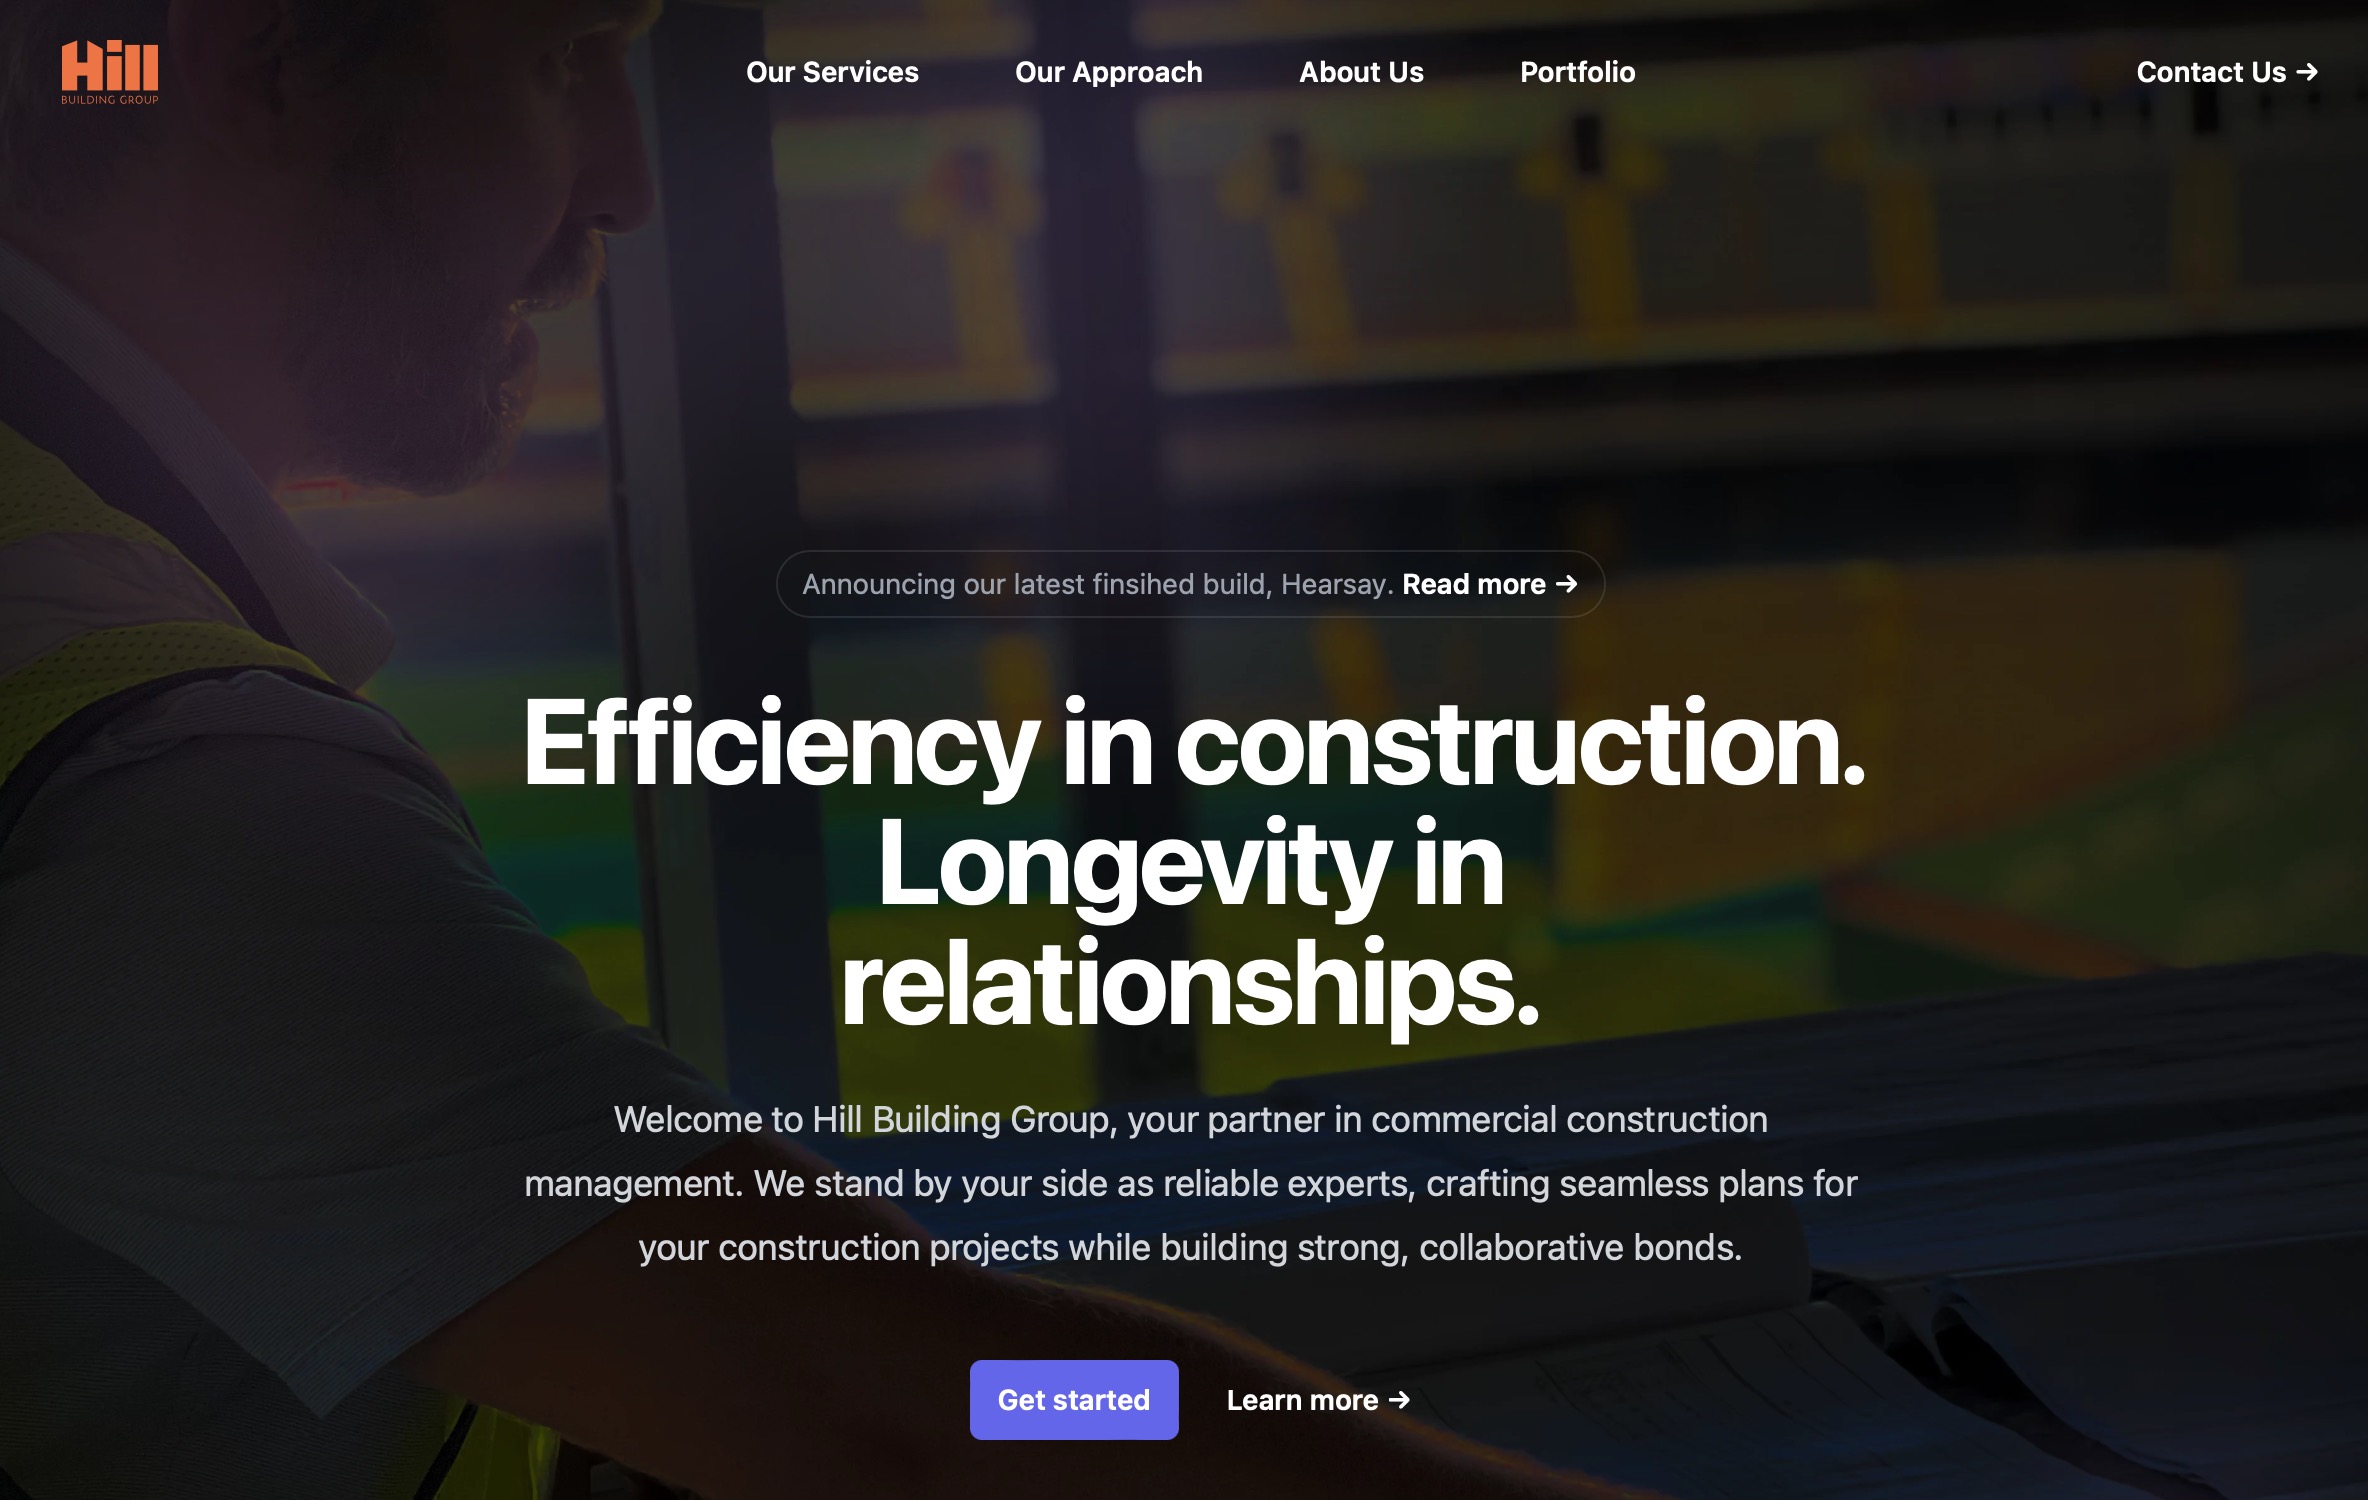 Hill
BUILDING GROUP
Our Services
Our Approach
About Us
Portfolio
Contact Us →
Announcing our latest finsihed build, Hearsay. Read more →
Efficiency in construction.
Longevity in
relationships.
Welcome to Hill Building Group, your partner in commercial construction
management. We stand by your side as reliable experts, crafting seamless plans for
your construction projects while building strong, collaborative bonds.
Get started
Learn more →